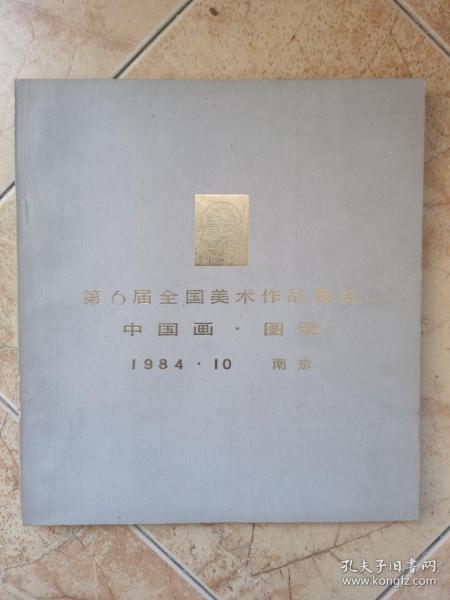 第6届全国美术作品展览
中国画·图录
1984·10 南京
孔夫子旧书网
www.kongfz.com